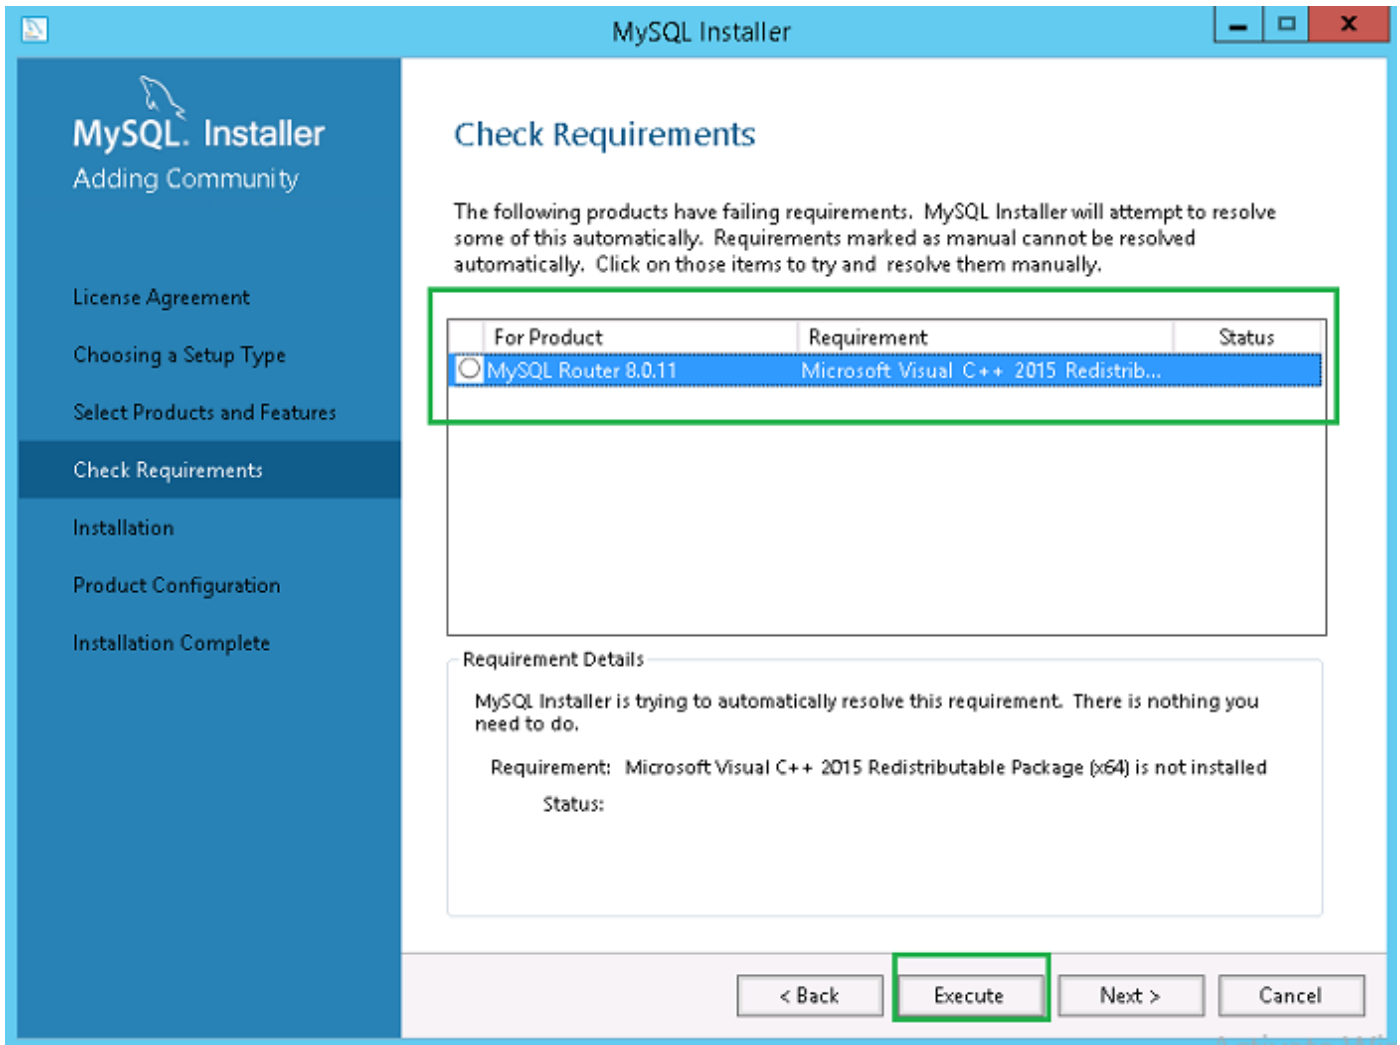 MySQL Installer
MySQL. Installer
Adding Community
License Agreement
Choosing a Setup Type
Select Products and Features
Check Requirements
Installation
Product Configuration
Installation Complete
Check Requirements
The following products have failing requirements. MySQL Installer will attempt to resolve
some of this automatically. Requirements marked as manual cannot be resolved
automatically. Click on those items to try and resolve them manually.
For Product Requirement Status
MySQL Router 8.0.11 Microsoft Visual C++ 2015 Redistrib...
Requirement Details
MySQL Installer is trying to automatically resolve this requirement. There is nothing you
need to do.
Requirement: Microsoft Visual C++ 2015 Redistributable Package (x64) is not installed
Status:
< Back Execute Next > Cancel